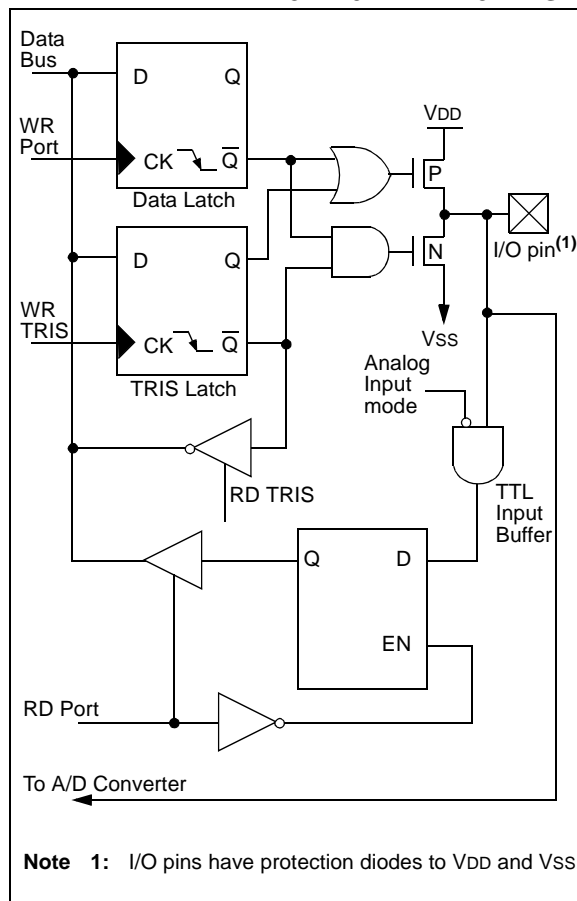 Data
Bus
D Q
WR
Port
CK Q
Data Latch
VDD
P
I/O pin(1)
D Q
N
WR
TRIS
CK Q
TRIS Latch
VSS
Analog
Input
mode
RD TRIS
TTL
Input
Buffer
Q D
EN
RD Port
To A/D Converter
Note 1: I/O pins have protection diodes to VDD and VSS